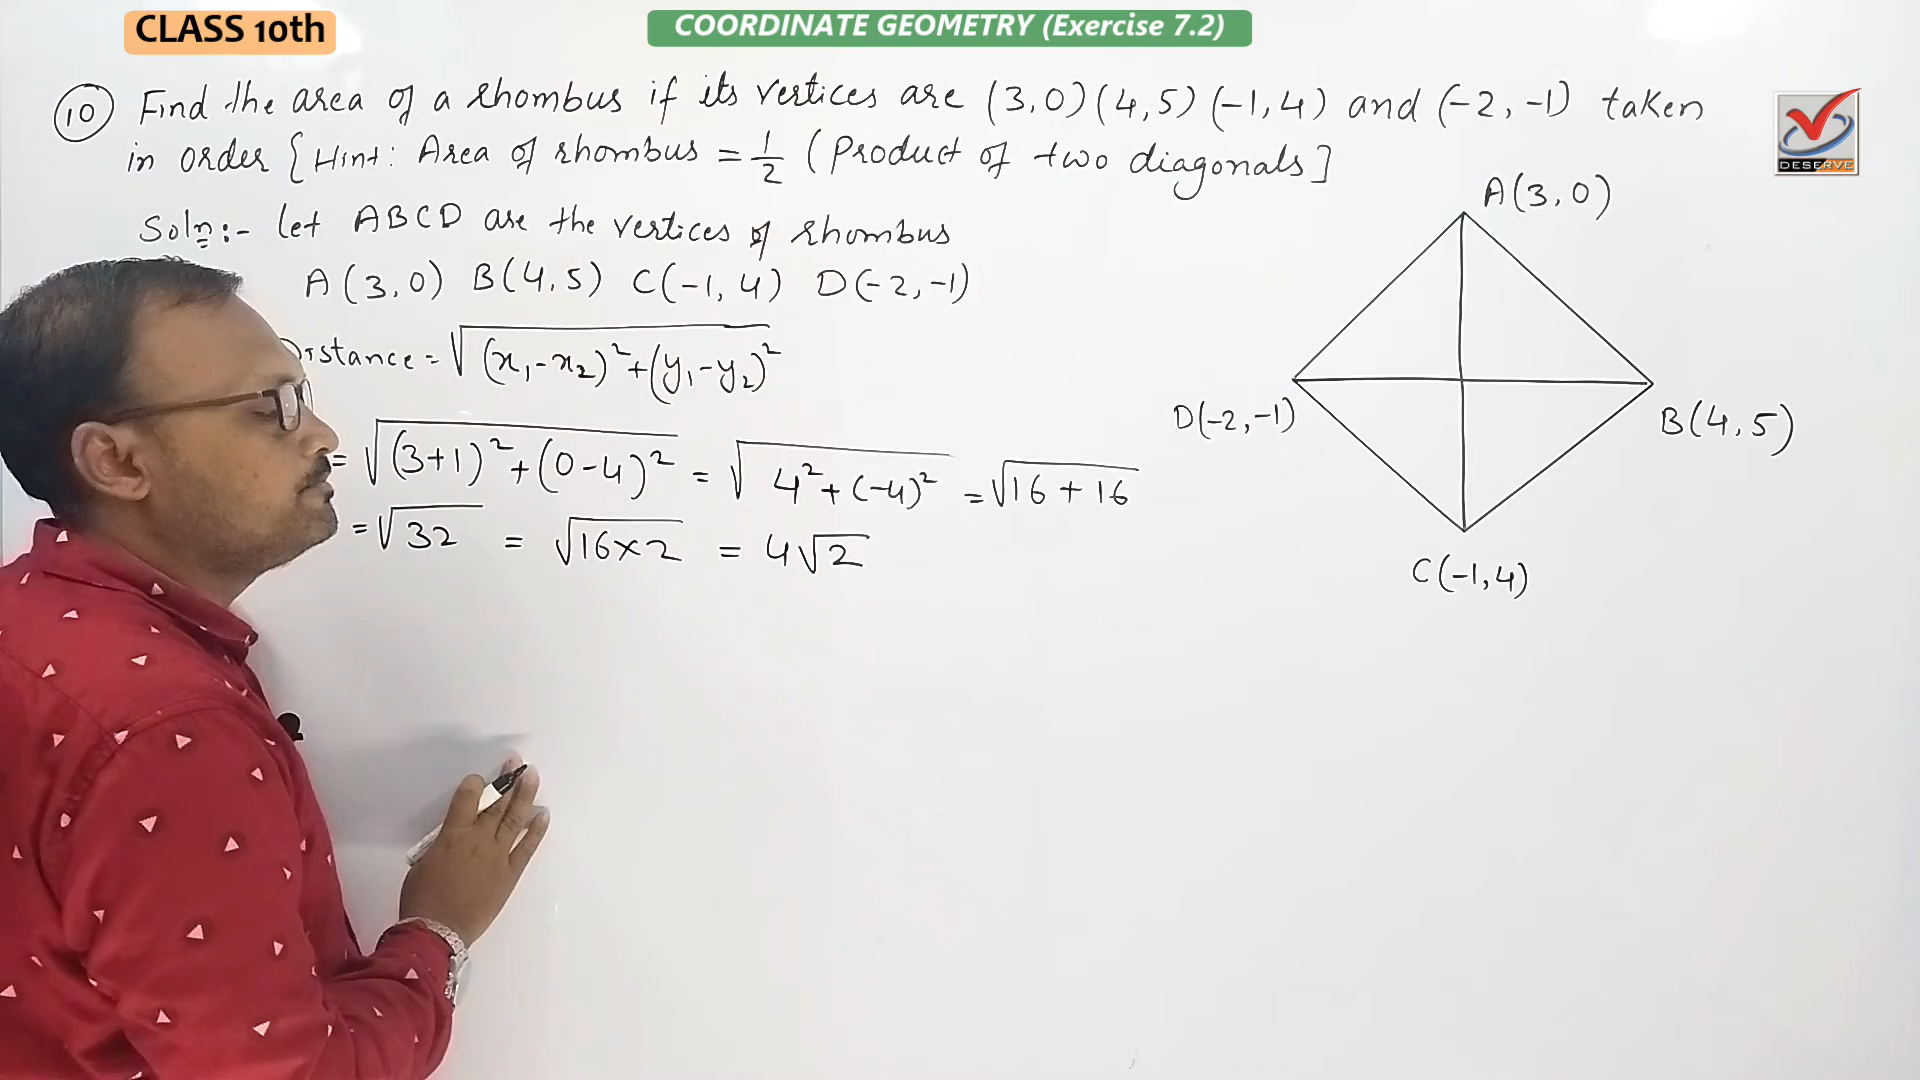 CLASS 10th
COORDINATE GEOMETRY (Exercise 7.2)
10 Find the area of a rhombus if its vertices are (3,0)(4,5)(-1,4) and (-2,-1) taken
in order {Hint: Area of rhombus = 1/2 (Product of two diagonals]
DESERVE
Soln:- let ABCD are the vertices of rhombus
A(3,0) B(4,5) C(-1,4) D(-2,-1)
Distance = √(x₁-x₂)²+(y₁-y₂)²
= √(3+1)²+(0-4)² = √4²+(-4)² = √16+16
= √32 = √16×2 = 4√2
A(3,0)
D(-2,-1)
B(4,5)
C(-1,4)